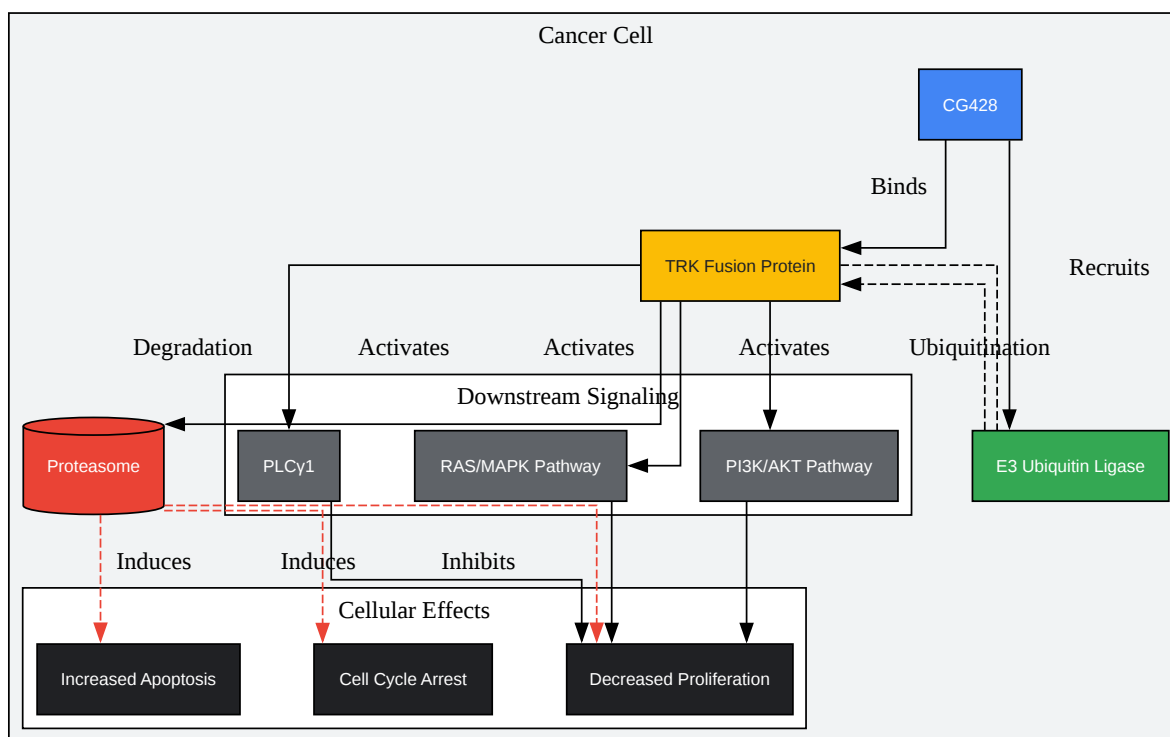 Cancer Cell
CG428
Binds
TRK Fusion Protein
Recruits
Degradation
Activates
Activates
Activates
Ubiquitination
Downstream Signaling
Proteasome
PLCγ1
RAS/MAPK Pathway
PI3K/AKT Pathway
E3 Ubiquitin Ligase
Induces
Induces
Inhibits
Cellular Effects
Increased Apoptosis
Cell Cycle Arrest
Decreased Proliferation